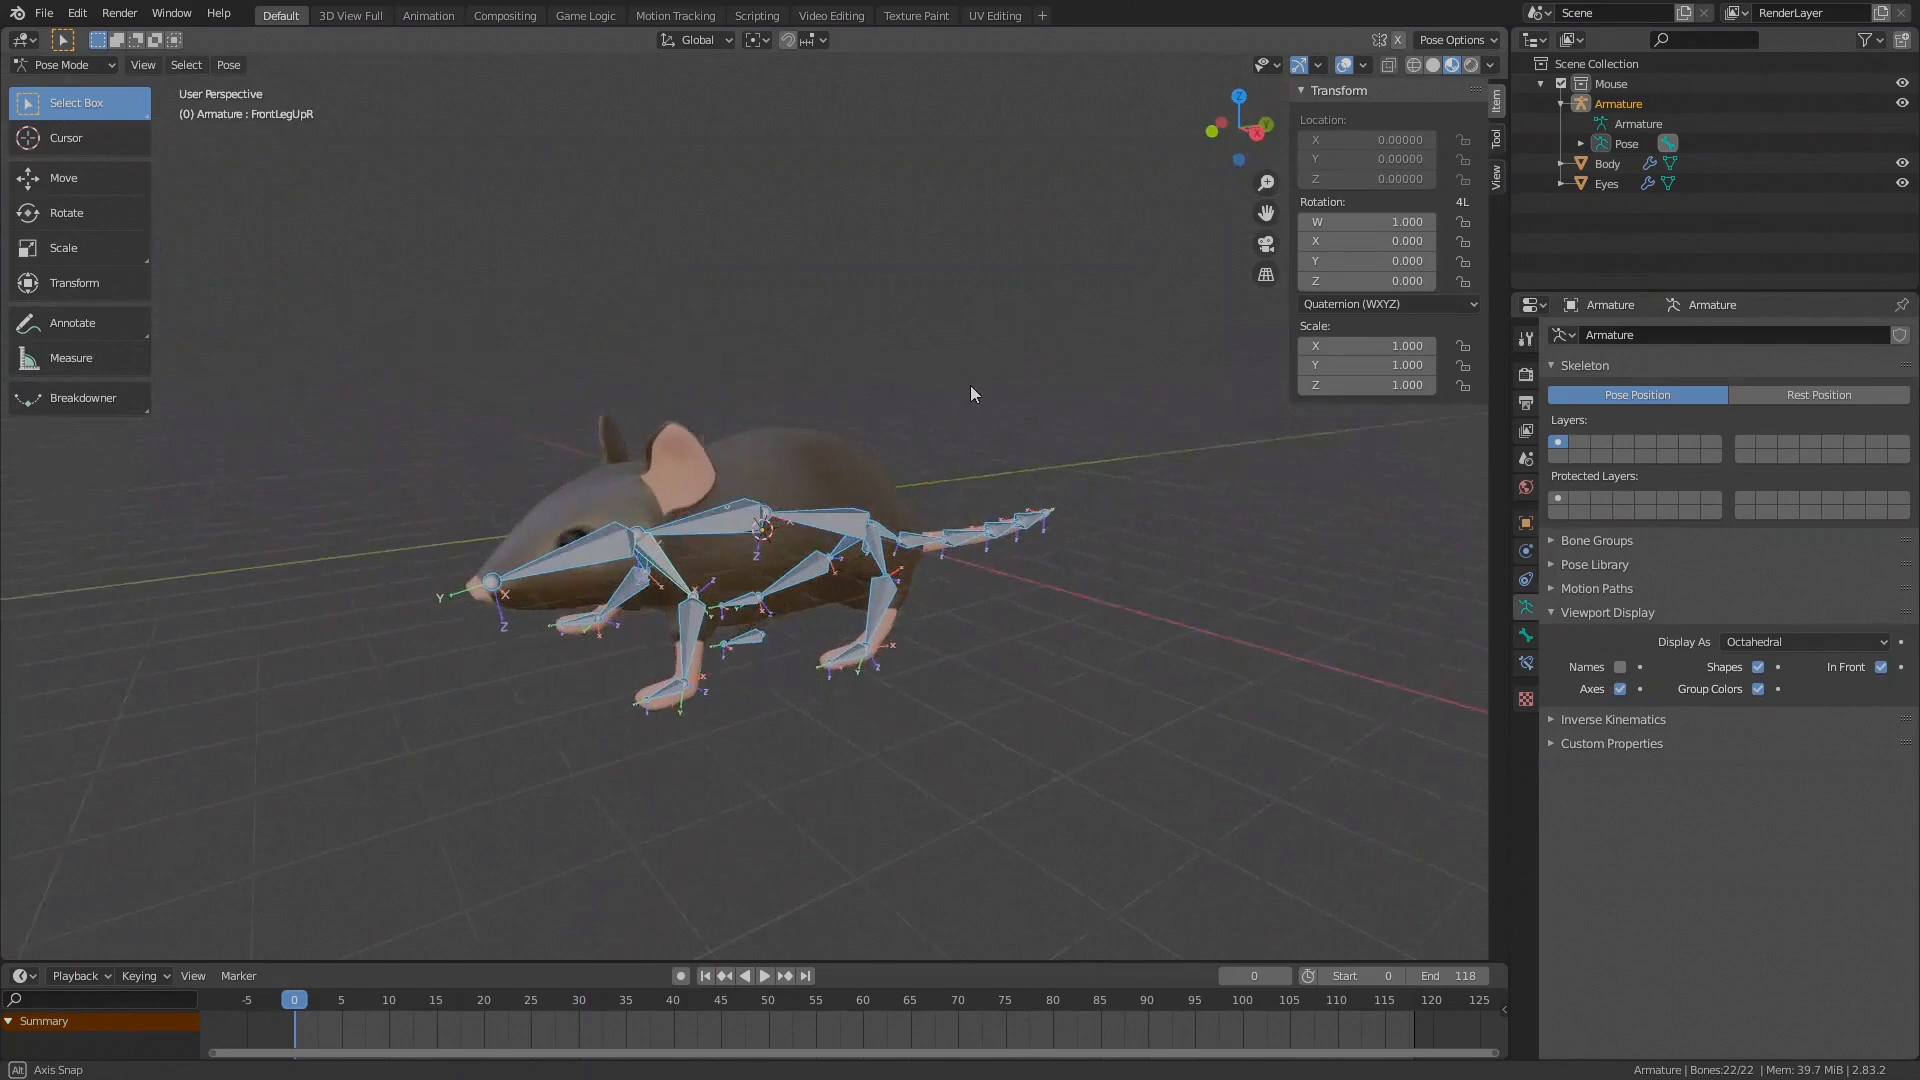 File Edit Render Window Help Default 3D View Full Animation Compositing Game Logic Motion Tracking Scripting Video Editing Texture Paint UV Editing + Scene RenderLayer
Global X Pose Options
Pose Mode View Select Pose
User Perspective
(0) Armature : FrontLegUpR
Select Box
Cursor
Move
Rotate
Scale
Transform
Annotate
Measure
Breakdowner
Z
Y
X
Y
X
Z
Z
Transform
Location:
X 0.00000
Y 0.00000
Z 0.00000
Rotation: 4L
W 1.000
X 0.000
Y 0.000
Z 0.000
Quaternion (WXYZ)
Scale:
X 1.000
Y 1.000
Z 1.000
Item
Tool
View
Scene Collection
Mouse
Armature
Armature
Pose
Body
Eyes
Armature Armature
Armature
Skeleton
Pose Position Rest Position
Layers:
Protected Layers:
Bone Groups
Pose Library
Motion Paths
Viewport Display
Display As Octahedral
Names Shapes In Front
Axes Group Colors
Inverse Kinematics
Custom Properties
Playback Keying View Marker 0 Start 0 End 118
-5 0 5 10 15 20 25 30 35 40 45 50 55 60 65 70 75 80 85 90 95 100 105 110 115 120 125
Summary
Alt Axis Snap Armature | Bones:22/22 | Mem: 39.7 MiB | 2.83.2